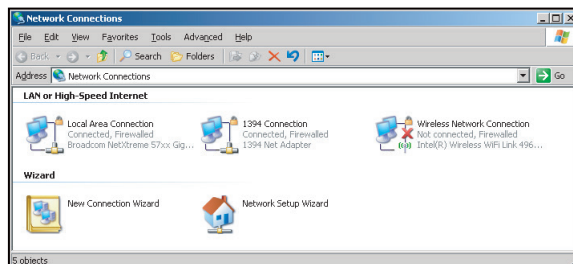 Network Connections
File Edit View Favorites Tools Advanced Help
Back Search Folders
Address Network Connections Go
LAN or High-Speed Internet
Local Area Connection
Connected, Firewalled
Broadcom NetXtreme 57xx Gig...
1394 Connection
Connected, Firewalled
1394 Net Adapter
Wireless Network Connection
Not connected, Firewalled
Intel(R) Wireless WiFi Link 496...
Wizard
New Connection Wizard
Network Setup Wizard
5 objects